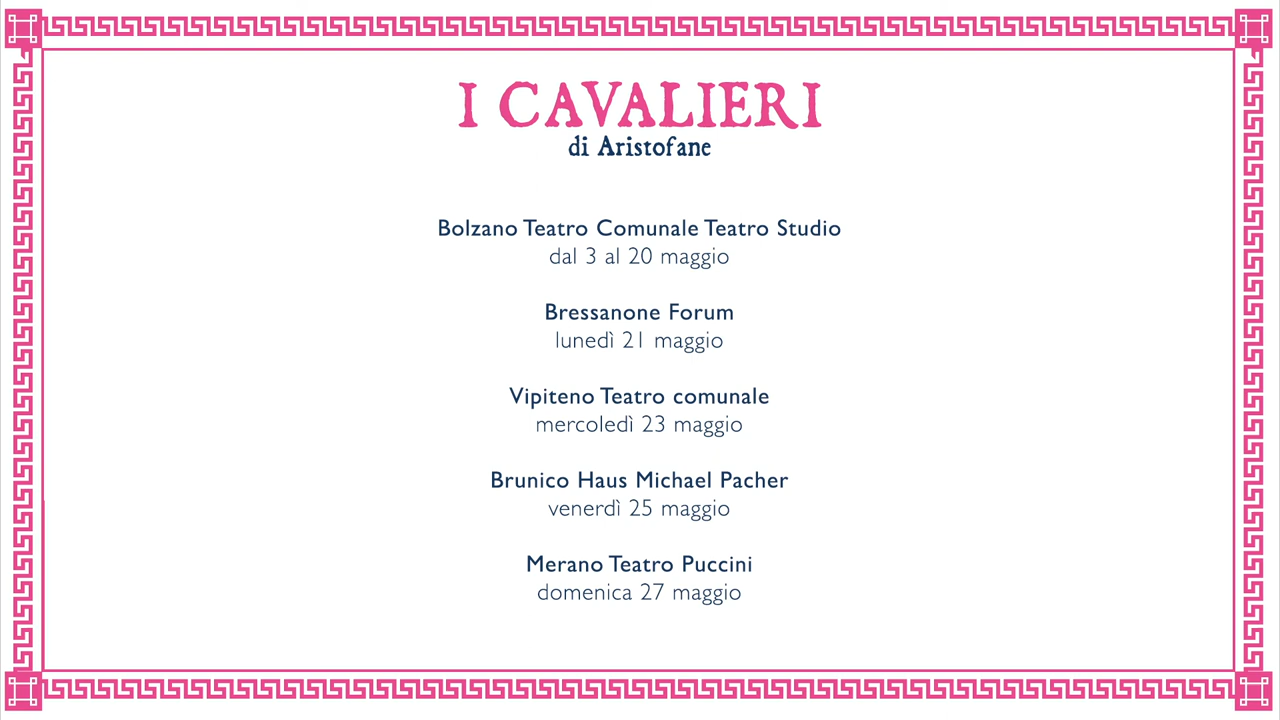 I CAVALIERI
di Aristofane
Bolzano Teatro Comunale Teatro Studio
dal 3 al 20 maggio
Bressanone Forum
lunedì 21 maggio
Vipiteno Teatro comunale
mercoledì 23 maggio
Brunico Haus Michael Pacher
venerdì 25 maggio
Merano Teatro Puccini
domenica 27 maggio